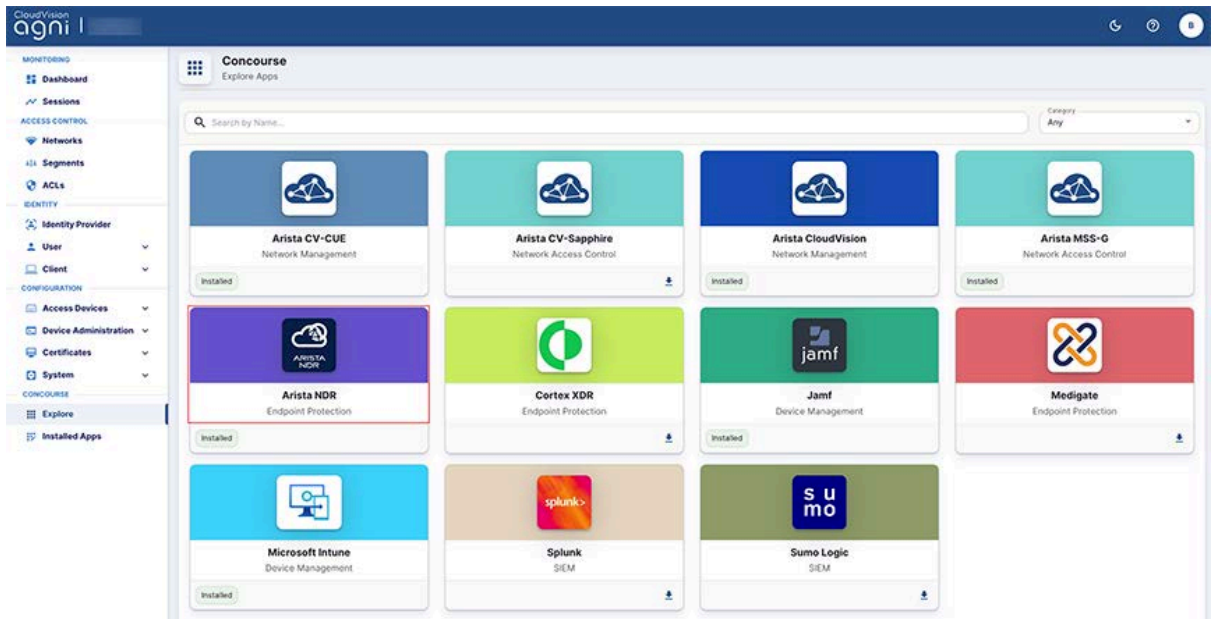 CloudVision
agni |
B
MONITORING
Dashboard
Sessions
ACCESS CONTROL
Networks
Segments
ACLs
IDENTITY
Identity Provider
User
Client
CONFIGURATION
Access Devices
Device Administration
Certificates
System
CONCOURSE
Explore
Installed Apps
Concourse
Explore Apps
Search by Name...
Category
Any
Arista CV-CUE
Network Management
Installed
Arista CV-Sapphire
Network Access Control
Arista CloudVision
Network Management
Installed
Arista MSS-G
Network Access Control
Installed
ARISTA
NDR
Arista NDR
Endpoint Protection
Installed
Cortex XDR
Endpoint Protection
jamf
Jamf
Device Management
Installed
Medigate
Endpoint Protection
Microsoft Intune
Device Management
Installed
splunk>
Splunk
SIEM
su
mo
Sumo Logic
SIEM